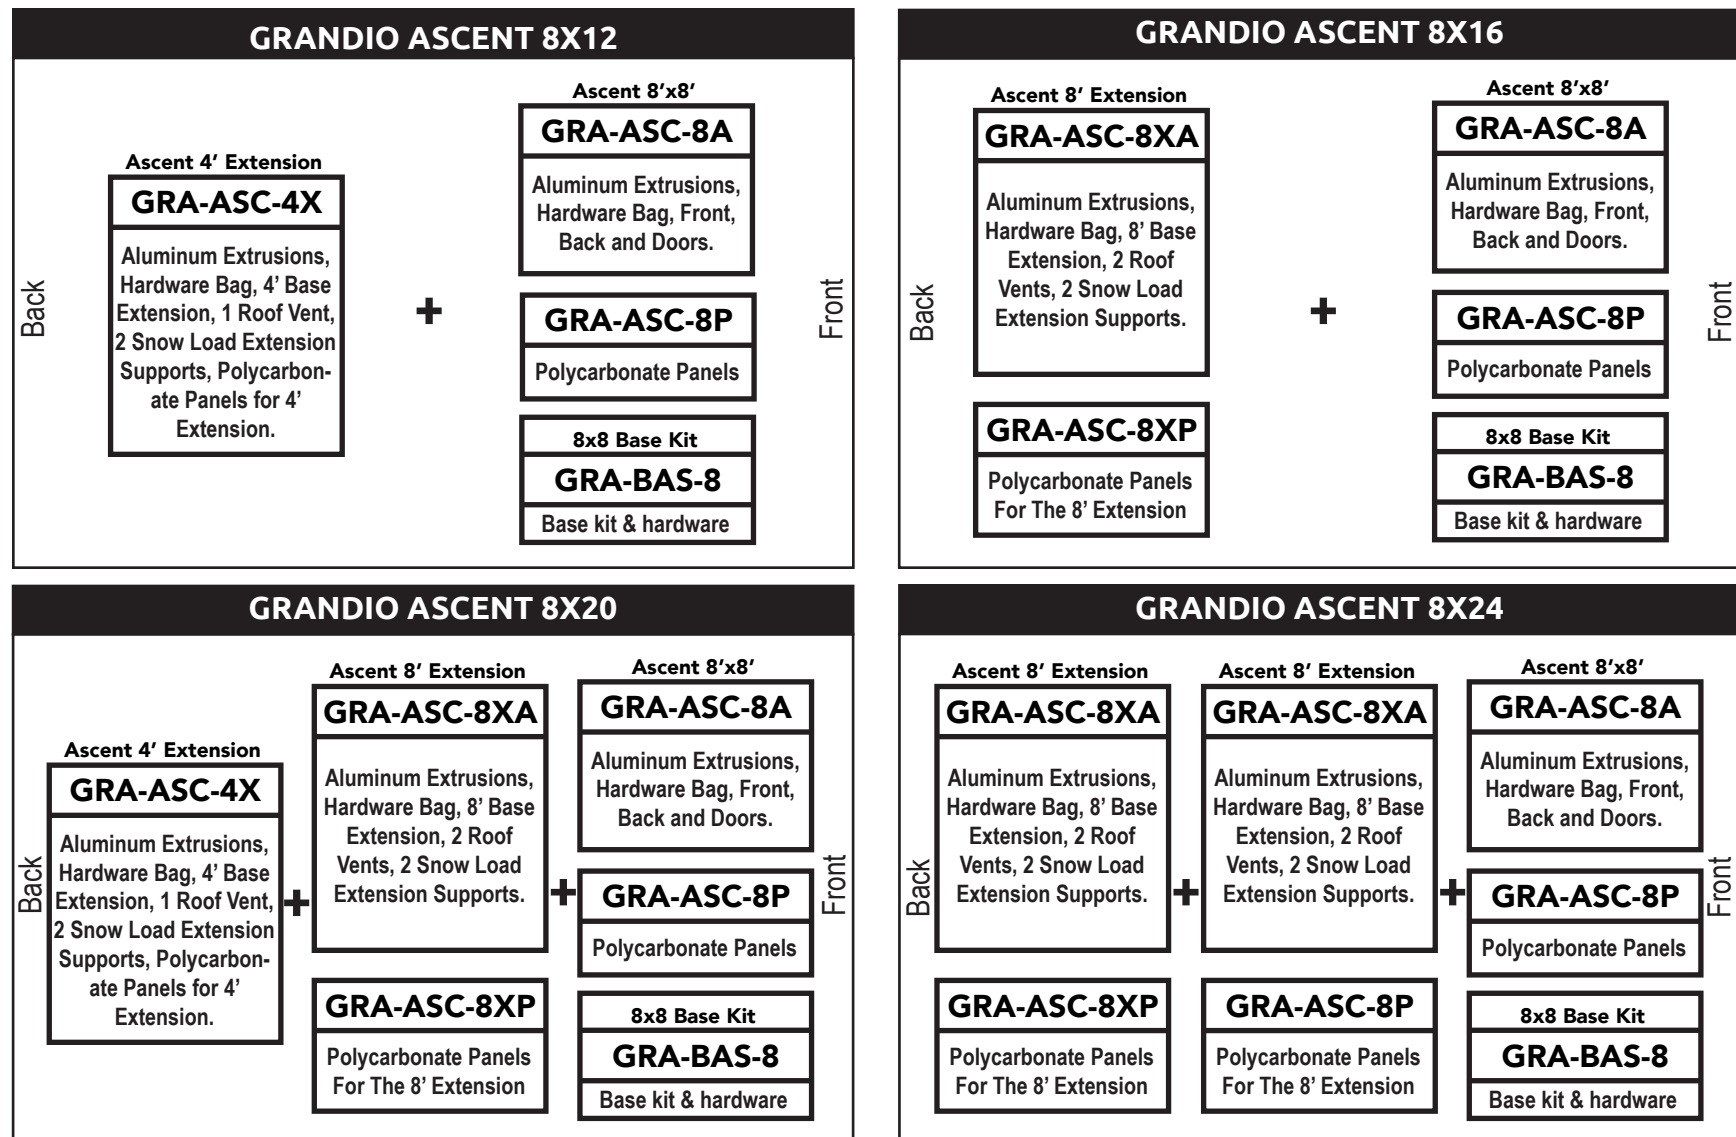 GRANDIO ASCENT 8X12
Back
Ascent 4' Extension
GRA-ASC-4X
Aluminum Extrusions,
Hardware Bag, 4' Base
Extension, 1 Roof Vent,
2 Snow Load Extension
Supports, Polycarbon-
ate Panels for 4'
Extension.
+
Ascent 8'x8'
GRA-ASC-8A
Aluminum Extrusions,
Hardware Bag, Front,
Back and Doors.
GRA-ASC-8P
Polycarbonate Panels
8x8 Base Kit
GRA-BAS-8
Base kit & hardware
Front
GRANDIO ASCENT 8X16
Back
Ascent 8' Extension
GRA-ASC-8XA
Aluminum Extrusions,
Hardware Bag, 8' Base
Extension, 2 Roof
Vents, 2 Snow Load
Extension Supports.
GRA-ASC-8XP
Polycarbonate Panels
For The 8' Extension
+
Ascent 8'x8'
GRA-ASC-8A
Aluminum Extrusions,
Hardware Bag, Front,
Back and Doors.
GRA-ASC-8P
Polycarbonate Panels
8x8 Base Kit
GRA-BAS-8
Base kit & hardware
Front
GRANDIO ASCENT 8X20
Back
Ascent 4' Extension
GRA-ASC-4X
Aluminum Extrusions,
Hardware Bag, 4' Base
Extension, 1 Roof Vent,
2 Snow Load Extension
Supports, Polycarbon-
ate Panels for 4'
Extension.
+
Ascent 8' Extension
GRA-ASC-8XA
Aluminum Extrusions,
Hardware Bag, 8' Base
Extension, 2 Roof
Vents, 2 Snow Load
Extension Supports.
GRA-ASC-8XP
Polycarbonate Panels
For The 8' Extension
+
Ascent 8'x8'
GRA-ASC-8A
Aluminum Extrusions,
Hardware Bag, Front,
Back and Doors.
GRA-ASC-8P
Polycarbonate Panels
8x8 Base Kit
GRA-BAS-8
Base kit & hardware
Front
GRANDIO ASCENT 8X24
Back
Ascent 8' Extension
GRA-ASC-8XA
Aluminum Extrusions,
Hardware Bag, 8' Base
Extension, 2 Roof
Vents, 2 Snow Load
Extension Supports.
GRA-ASC-8XP
Polycarbonate Panels
For The 8' Extension
+
Ascent 8' Extension
GRA-ASC-8XA
Aluminum Extrusions,
Hardware Bag, 8' Base
Extension, 2 Roof
Vents, 2 Snow Load
Extension Supports.
GRA-ASC-8P
Polycarbonate Panels
For The 8' Extension
+
Ascent 8'x8'
GRA-ASC-8A
Aluminum Extrusions,
Hardware Bag, Front,
Back and Doors.
GRA-ASC-8P
Polycarbonate Panels
8x8 Base Kit
GRA-BAS-8
Base kit & hardware
Front